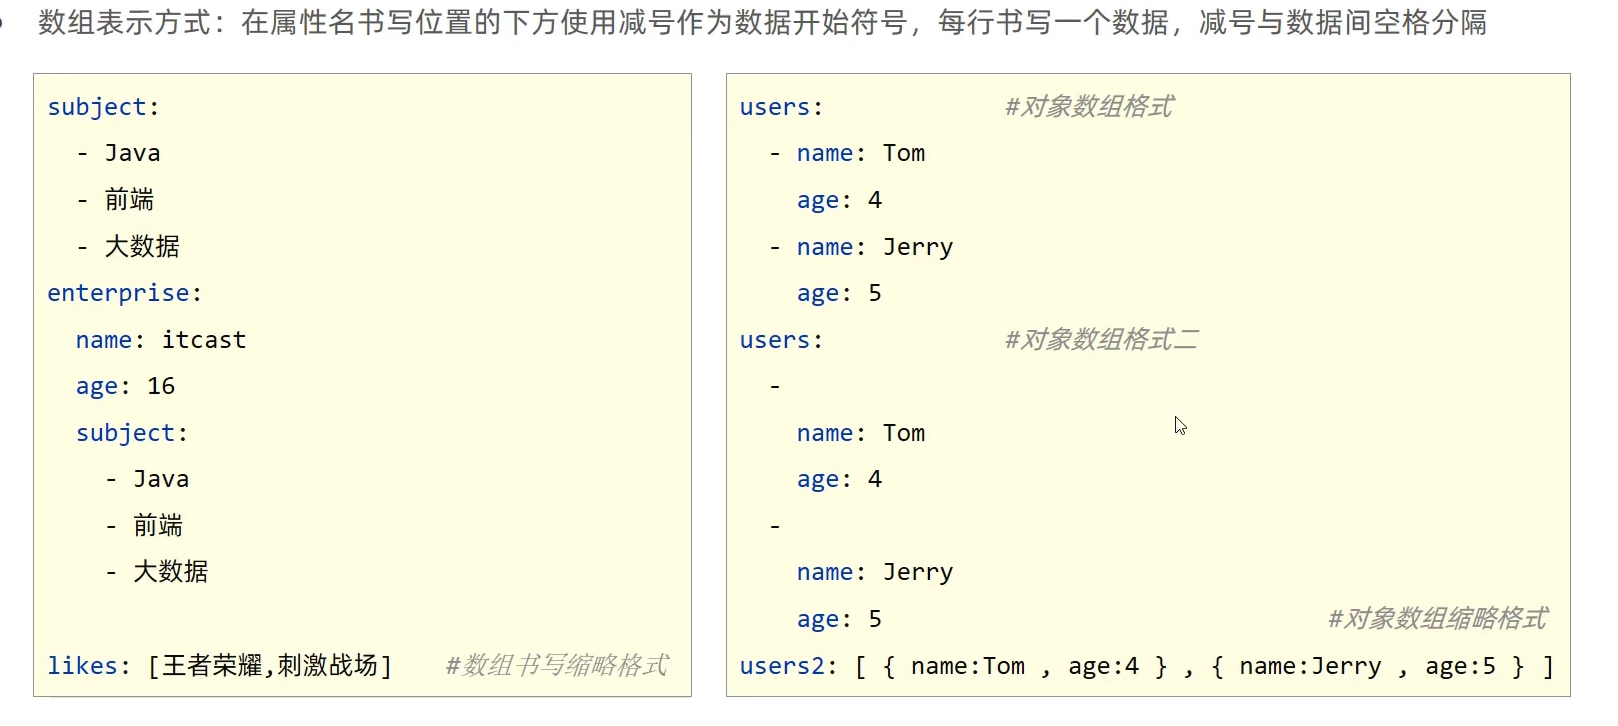 数组表示方式：在属性名书写位置的下方使用减号作为数据开始符号，每行书写一个数据，减号与数据间空格分隔
subject:
  - Java
  - 前端
  - 大数据
enterprise:
  name: itcast
  age: 16
  subject:
    - Java
    - 前端
    - 大数据
likes: [王者荣耀,刺激战场]    #数组书写缩略格式
users:    #对象数组格式
  - name: Tom
    age: 4
  - name: Jerry
    age: 5
users:    #对象数组格式二
  -
    name: Tom
    age: 4
  -
    name: Jerry
    age: 5    #对象数组缩略格式
users2: [ { name:Tom , age:4 } , { name:Jerry , age:5 } ]